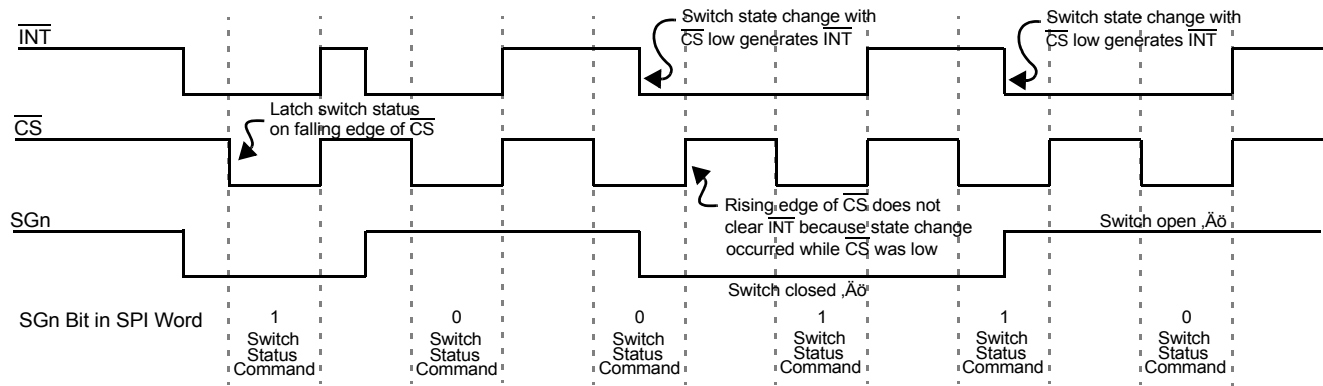 Switch state change with
CS low generates INT
Switch state change with
CS low generates INT
INT
Latch switch status
on falling edge of CS
CS
Rising edge of CS does not
clear INT because state change
occurred while CS was low
SGn
Switch open ‚Äö
Switch closed ‚Äö
SGn Bit in SPI Word
1
Switch
Status
Command
0
Switch
Status
Command
0
Switch
Status
Command
1
Switch
Status
Command
1
Switch
Status
Command
0
Switch
Status
Command